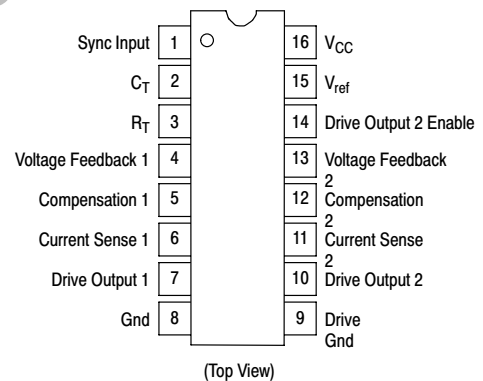 Sync Input 1 16 VCC
CT 2 15 Vref
RT 3 14 Drive Output 2 Enable
Voltage Feedback 1 4 13 Voltage Feedback
2
Compensation 1 5 12 Compensation
2
Current Sense 1 6 11 Current Sense
2
Drive Output 1 7 10 Drive Output 2
Gnd 8 9 Drive
Gnd
(Top View)